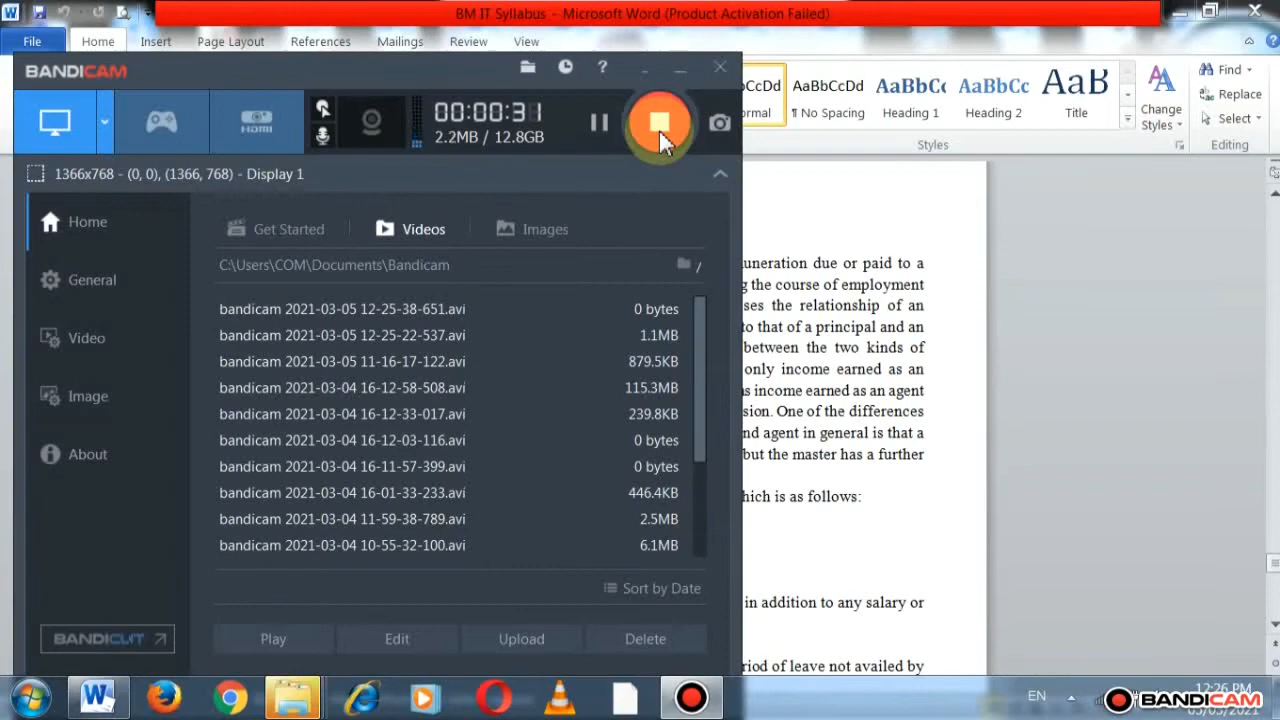 BM IT Syllabus - Microsoft Word (Product Activation Failed)
File Home Insert Page Layout References Mailings Review View
BANDICAM
HDMI
00:00:31
2.2MB / 12.8GB
CcDd AaBbCcDd AaBbCc AaBbCc AaB
rmal ¶ No Spacing Heading 1 Heading 2 Title
Change Styles
Find
Replace
Select
Styles
Editing
1366x768 - (0, 0), (1366, 768) - Display 1
Home
General
Video
Image
About
BANDICUT
Get Started Videos Images
C:\Users\COM\Documents\Bandicam
bandicam 2021-03-05 12-25-38-651.avi 0 bytes
bandicam 2021-03-05 12-25-22-537.avi 1.1MB
bandicam 2021-03-05 11-16-17-122.avi 879.5KB
bandicam 2021-03-04 16-12-58-508.avi 115.3MB
bandicam 2021-03-04 16-12-33-017.avi 239.8KB
bandicam 2021-03-04 16-12-03-116.avi 0 bytes
bandicam 2021-03-04 16-11-57-399.avi 0 bytes
bandicam 2021-03-04 16-01-33-233.avi 446.4KB
bandicam 2021-03-04 11-59-38-789.avi 2.5MB
bandicam 2021-03-04 10-55-32-100.avi 6.1MB
Sort by Date
Play Edit Upload Delete
uneration due or paid to a
g the course of employment
ses the relationship of an
to that of a principal and an
between the two kinds of
only income earned as an
s income earned as an agent
sion. One of the differences
nd agent in general is that a
but the master has a further
hich is as follows:
in addition to any salary or
riod of leave not availed by
EN
12:26 PM
BANDICAM